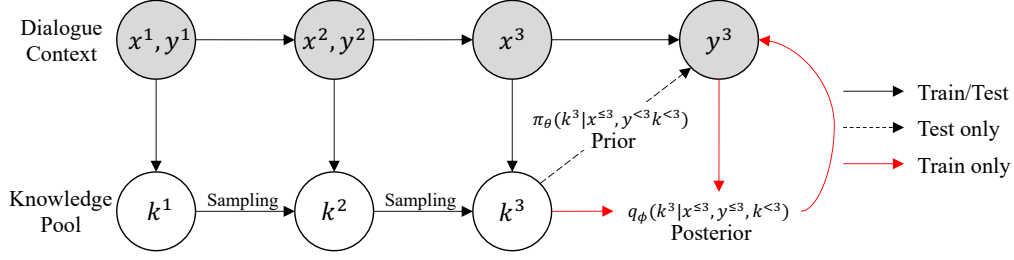 Dialogue
Context
x¹, y¹
x², y²
x³
y³
Train/Test
Test only
Train only
π_θ(k³|x^≤3, y^<3k^<3)
Prior
Knowledge
Pool
k¹
Sampling
k²
Sampling
k³
q_ϕ(k³|x^≤3, y^≤3, k^<3)
Posterior